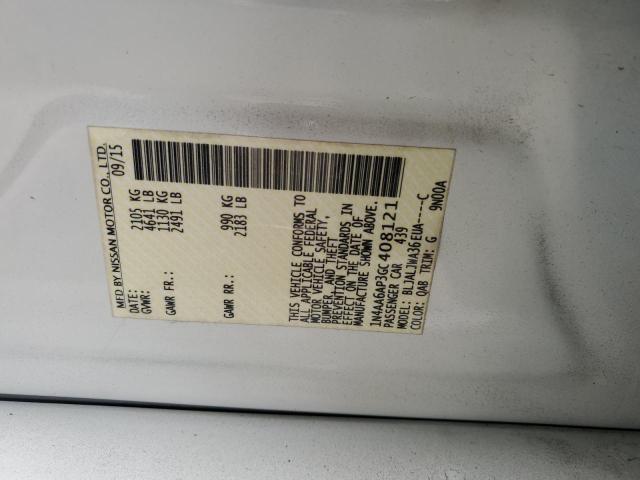 MFD BY NISSAN MOTOR CO., LTD.
DATE: 09/15
GVWR: 2105 KG
4641 LB
GAWR FR.: 1130 KG
2491 LB
GAWR RR.: 990 KG
2183 LB
THIS VEHICLE CONFORMS TO
ALL APPLICABLE FEDERAL
MOTOR VEHICLE SAFETY,
BUMPER, AND THEFT
PREVENTION STANDARDS IN
EFFECT ON THE DATE OF
MANUFACTURE SHOWN ABOVE.
1N4AA6AP3GC408121
PASSENGER CAR 439
MODEL: BLJALJWA36EUA----C
COLOR: QAB TRIM: G 9N00A